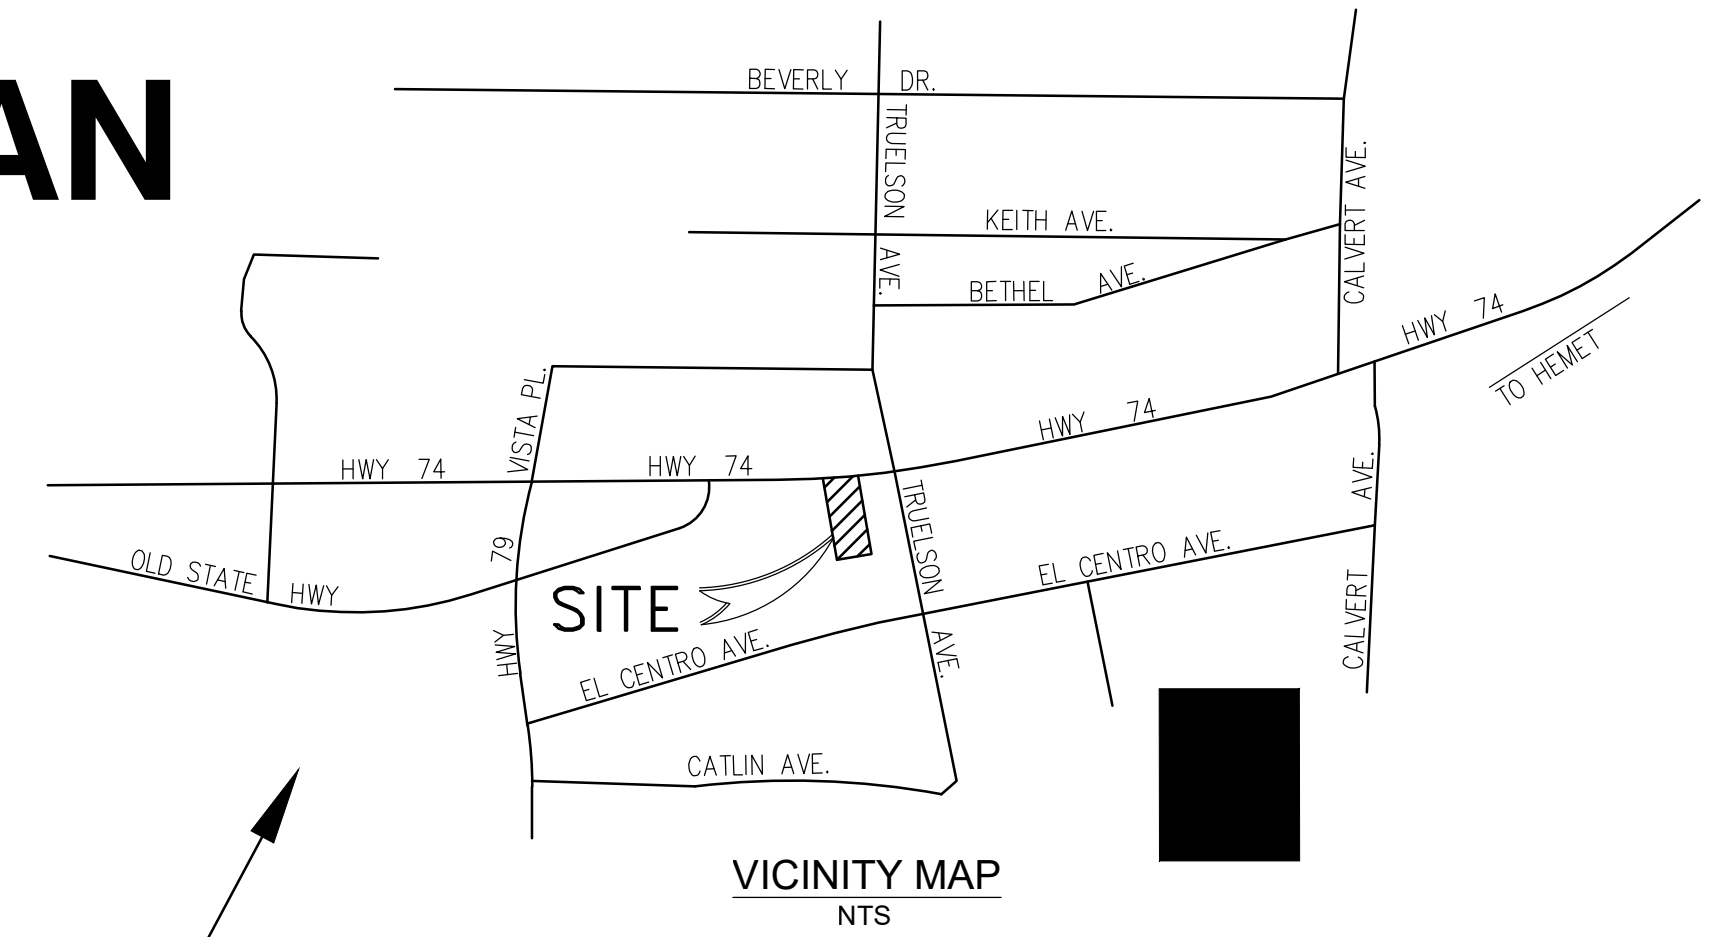 AN
BEVERLY DR.
TRUELSON AVE.
CALVERT AVE.
KEITH AVE.
BETHEL AVE.
HWY 74
TO HEMET
VISTA PL.
HWY 74
HWY 74
HWY 74
OLD STATE HWY
HWY 79
SITE
TRUELSON AVE.
EL CENTRO AVE.
EL CENTRO AVE.
CALVERT AVE.
CATLIN AVE.
VICINITY MAP
NTS